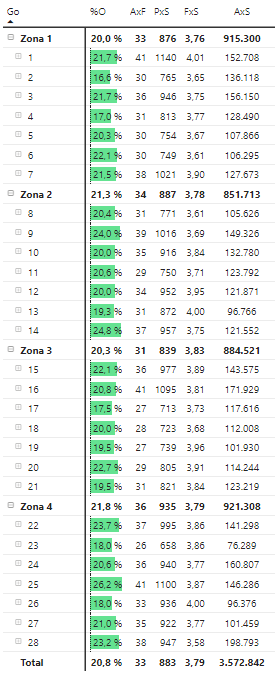 Go %O AxF PxS FxS AxS
Zona 1 20,0 % 33 876 3,76 915.300
1 21,7 % 41 1140 4,01 152.708
2 16,6 % 30 765 3,65 136.118
3 21,7 % 36 946 3,75 156.150
4 17,0 % 31 813 3,77 128.490
5 20,3 % 30 754 3,67 107.866
6 22,1 % 30 749 3,61 106.295
7 21,5 % 38 1021 3,90 127.673
Zona 2 21,3 % 34 887 3,78 851.713
8 20,4 % 31 771 3,61 105.626
9 24,0 % 39 1016 3,69 149.326
10 20,0 % 35 916 3,84 132.780
11 20,6 % 29 750 3,71 123.792
12 20,0 % 34 952 3,95 121.871
13 19,3 % 31 872 4,00 96.766
14 24,8 % 37 957 3,75 121.552
Zona 3 20,3 % 31 839 3,83 884.521
15 22,1 % 36 977 3,89 143.575
16 20,8 % 41 1095 3,81 171.929
17 17,5 % 27 713 3,73 117.616
18 20,0 % 28 723 3,68 112.008
19 19,5 % 27 739 3,96 101.930
20 22,7 % 29 805 3,91 114.244
21 19,5 % 31 831 3,84 123.219
Zona 4 21,8 % 36 935 3,79 921.308
22 23,7 % 37 995 3,86 141.298
23 18,0 % 26 658 3,86 76.289
24 20,6 % 36 940 3,77 160.807
25 26,2 % 41 1100 3,87 146.286
26 18,0 % 33 936 4,00 96.376
27 21,0 % 35 922 3,77 101.459
28 23,2 % 38 947 3,58 198.793
Total 20,8 % 33 883 3,79 3.572.842